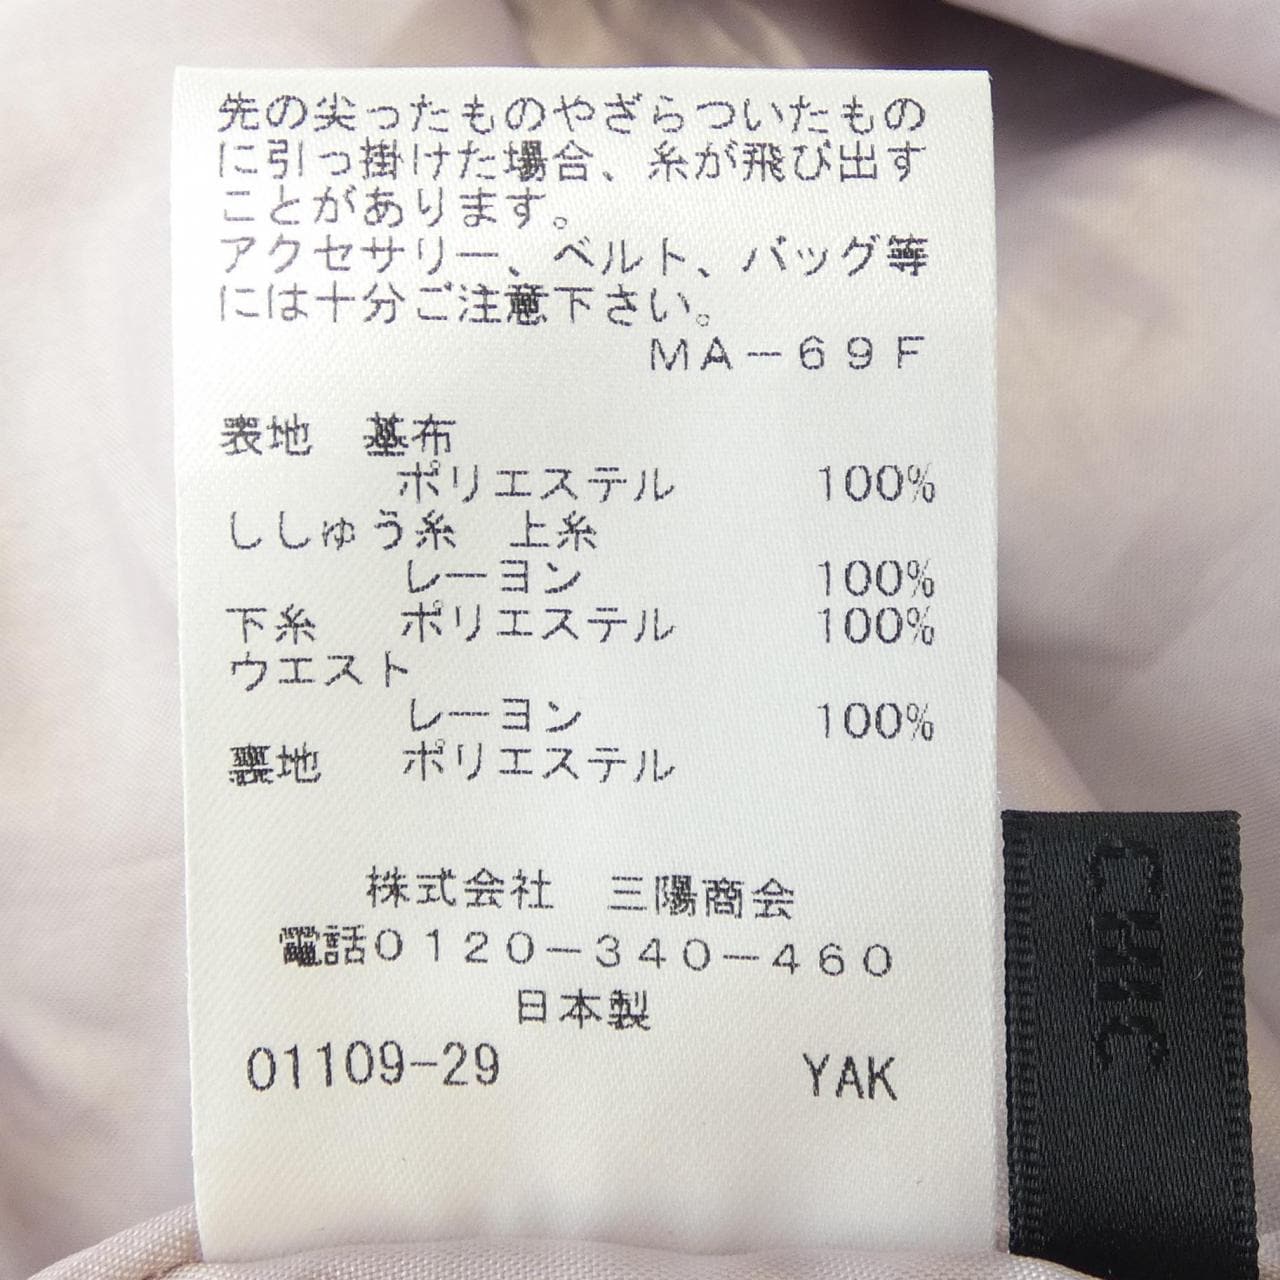 先の尖ったものやざらついたもの
に引っ掛けた場合、糸が飛び出す
ことがあります。
アクセサリー、ベルト、バッグ等
には十分ご注意下さい。
ＭＡ－６９Ｆ
表地　基布
ポリエステル　100%
ししゅう糸　上糸
レーヨン　100%
下糸　ポリエステル　100%
ウエスト
レーヨン　100%
裏地　ポリエステル
株式会社　三陽商会
電話０１２０－３４０－４６０
日本製
01109-29　YAK